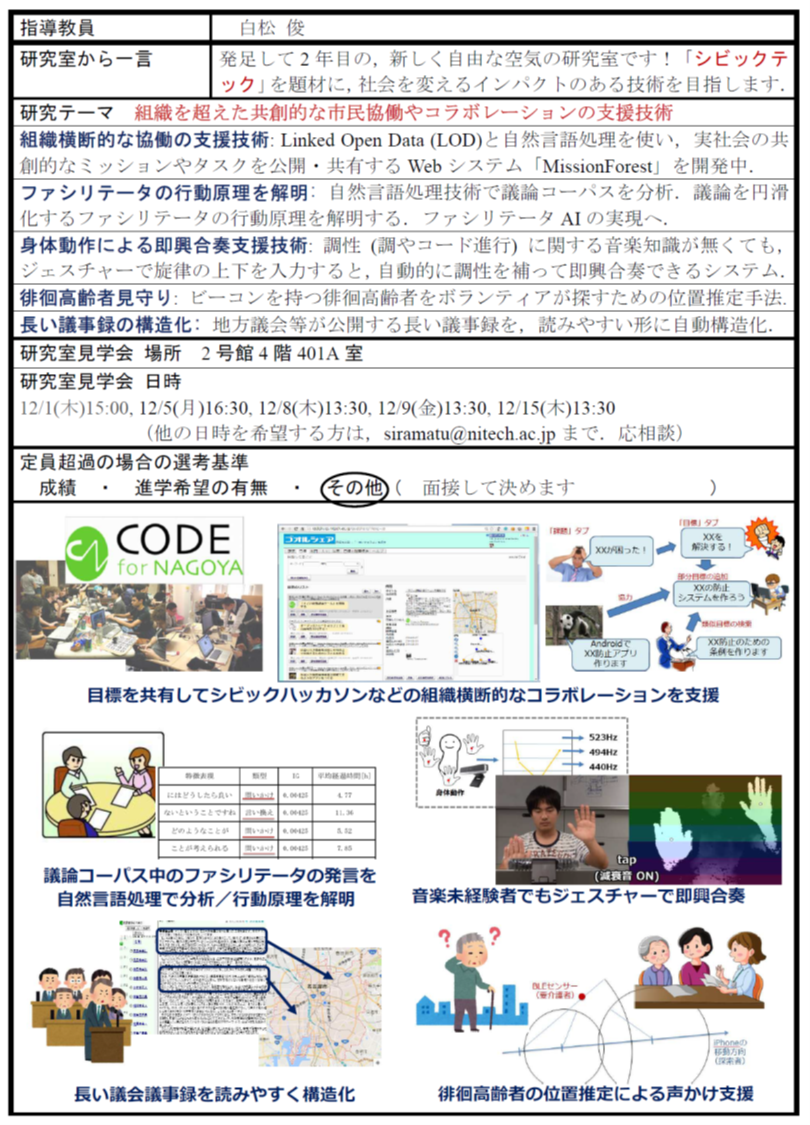 指導教員 白松 俊
研究室から一言 発足して2年目の，新しく自由な空気の研究室です！「シビックテ
ック」を題材に，社会を変えるインパクトのある技術を目指します．
研究テーマ 組織を超えた共創的な市民協働やコラボレーションの支援技術
組織横断的な協働の支援技術: Linked Open Data (LOD)と自然言語処理を使い，実社会の共
創的なミッションやタスクを公開・共有する Web システム「MissionForest」を開発中．
ファシリテータの行動原理を解明: 自然言語処理技術で議論コーパスを分析．議論を円滑
化するファシリテータの行動原理を解明する．ファシリテータ AI の実現へ．
身体動作による即興合奏支援技術: 調性 (調やコード進行) に関する音楽知識が無くても，
ジェスチャーで旋律の上下を入力すると，自動的に調性を補って即興合奏できるシステム．
徘徊高齢者見守り: ビーコンを持つ徘徊高齢者をボランティアが探すための位置推定手法．
長い議事録の構造化: 地方議会等が公開する長い議事録を，読みやすい形に自動構造化．
研究室見学会 場所 2号館4階401A室
研究室見学会 日時
12/1(木)15:00, 12/5(月)16:30, 12/8(木)13:30, 12/9(金)13:30, 12/15(木)13:30
（他の日時を希望する方は，siramatu@nitech.ac.jp まで．応相談）
定員超過の場合の選考基準
成績 ・ 進学希望の有無 ・ その他（ 面接して決めます ）
CODE
for NAGOYA
ゴオルシェア
「課題」タブ
「目標」タブ
XXが困った！
XXを
解決する！
部分目標の追加
XXの防止
システムを作ろう
協力
類似目標の検索
Androidで
XX防止アプリ
作ります
XX防止のための
条例を作ります
目標を共有してシビックハッカソンなどの組織横断的なコラボレーションを支援
特徴表現 類型 平均経過時間[h]
にはどうしたら良い 問いかけ 0.00425 4.77
ないということですね 言い換え 0.00425 11.36
どのようなことが 問いかけ 0.00425 5.52
ことが考えられる 問いかけ 0.00425 7.05
議論コーパス中のファシリテータの発言を
自然言語処理で分析／行動原理を解明
523Hz
494Hz
440Hz
身体動作
tap
(減衰音 ON)
音楽未経験者でもジェスチャーで即興合奏
長い議会議事録を読みやすく構造化
? ?
BLEセンサー
(要介護者)
iPhoneの
移動方向
(探索者)
徘徊高齢者の位置推定による声かけ支援